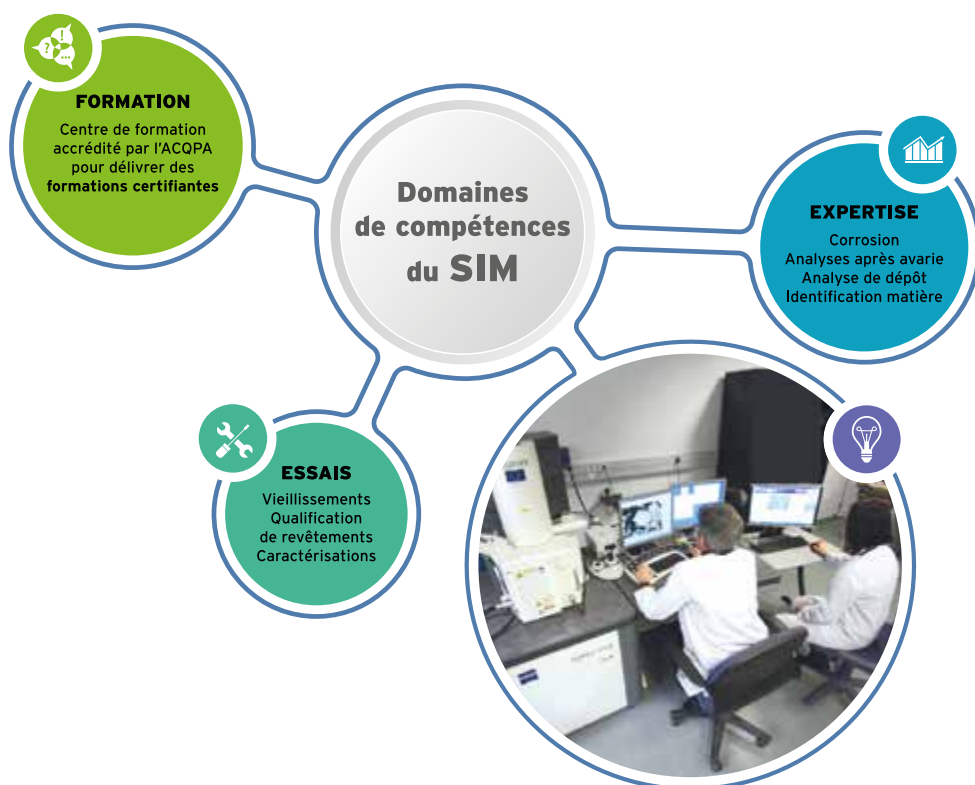 FORMATION
Centre de formation
accrédité par l'ACQPA
pour délivrer des
formations certifiantes
Domaines
de compétences
du SIM
EXPERTISE
Corrosion
Analyses après avarie
Analyse de dépôt
Identification matière
ESSAIS
Vieillissements
Qualification
de revêtements
Caractérisations